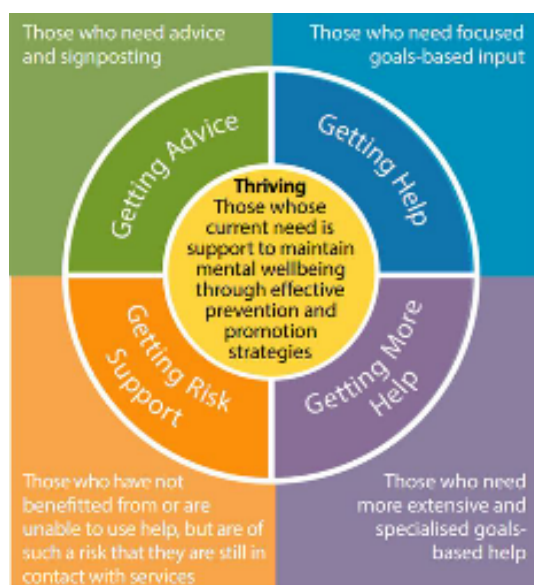 Those who need advice
and signposting
Those who need focused
goals-based input
Getting Advice
Getting Help
Thriving
Those whose
current need is
support to maintain
mental wellbeing
through effective
prevention and
promotion
strategies
Getting Risk
Support
Getting More
Help
Those who have not
benefitted from or are
unable to use help, but are of
such a risk that they are still in
contact with services
Those who need
more extensive and
specialised goals-
based help